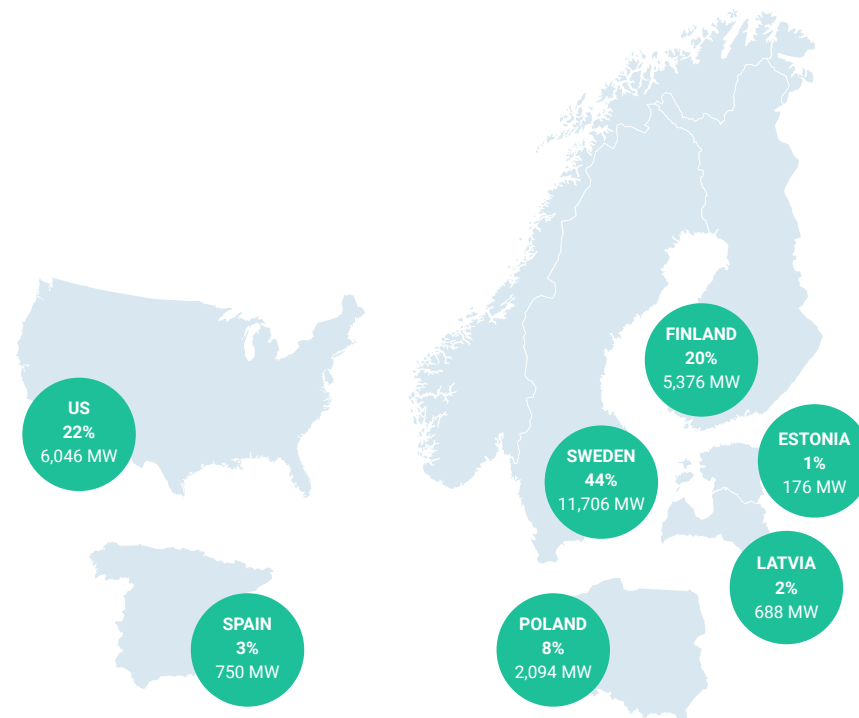 FINLAND
20%
5,376 MW
US
22%
6,046 MW
SWEDEN
44%
11,706 MW
ESTONIA
1%
176 MW
LATVIA
2%
688 MW
SPAIN
3%
750 MW
POLAND
8%
2,094 MW